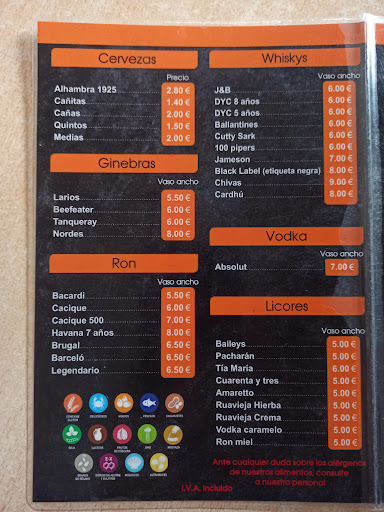 Cervezas
Precio
Alhambra 1925 2.80 €
Cañitas 1.40 €
Cañas 2.00 €
Quintos 1.50 €
Medias 2.00 €
Ginebras
Vaso ancho
Larios 5.50 €
Beefeater 6.00 €
Tanqueray 6.00 €
Nordes 8.00 €
Ron
Vaso ancho
Bacardi 5.50 €
Cacique 6.00 €
Cacique 500 7.00 €
Havana 7 años 8.00 €
Brugal 6.50 €
Barceló 6.50 €
Legendario 6.50 €
Whiskys
Vaso ancho
J&B 6.00 €
DYC 8 años 6.00 €
DYC 5 años 6.00 €
Ballantines 6.00 €
Cutty Sark 6.00 €
100 pipers 6.00 €
Jameson 7.00 €
Black Label (etiqueta negra) 8.00 €
Chivas 9.00 €
Cardhú 8.00 €
Vodka
Vaso ancho
Absolut 7.00 €
Licores
Vaso ancho
Baileys 5.00 €
Pacharán 5.00 €
Tia María 6.00 €
Cuarenta y tres 5.00 €
Amaretto 5.00 €
Ruavieja Hierba 5.00 €
Ruavieja Crema 5.00 €
Vodka caramelo 5.00 €
Ron miel 5.00 €
Ante cualquier duda sobre los alérgenos
de nuestros alimentos, consulte
a nuestro personal
I.V.A. Incluido